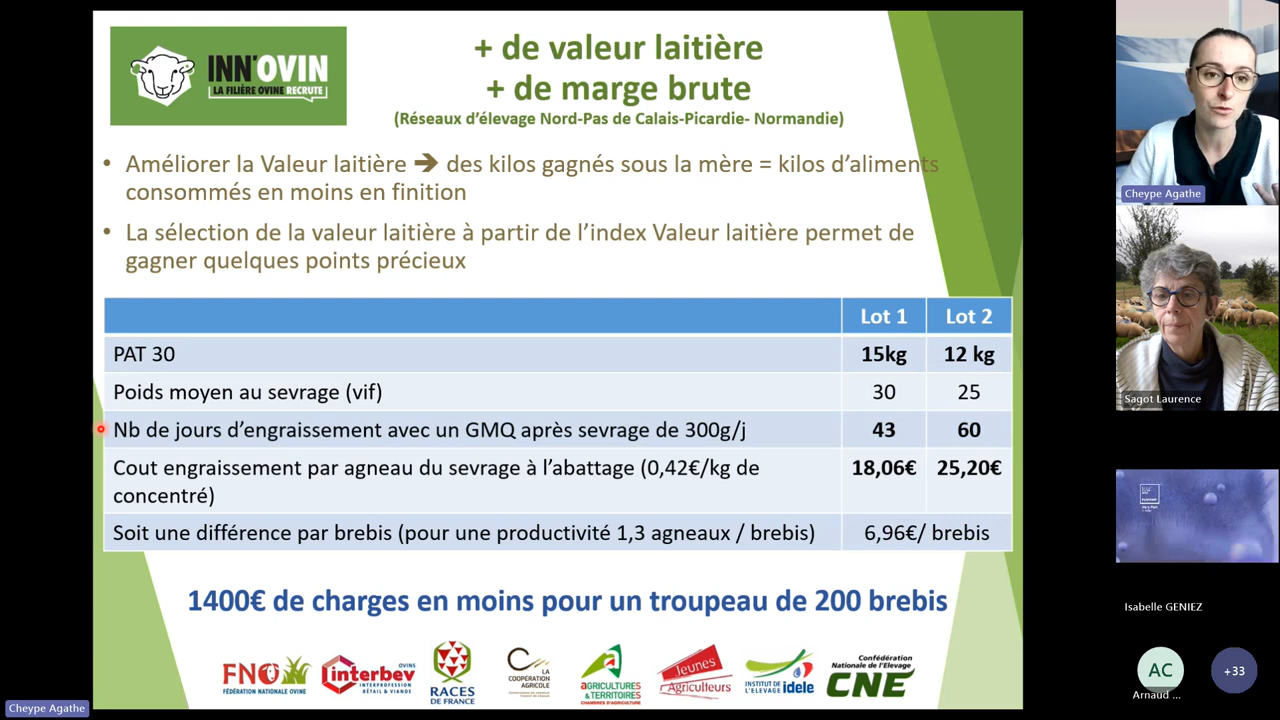 INN'OVIN
LA FILIÈRE OVINE RECRUTE
+ de valeur laitière
+ de marge brute
(Réseaux d'élevage Nord-Pas de Calais-Picardie- Normandie)
• Améliorer la Valeur laitière ➔ des kilos gagnés sous la mère = kilos d'aliments
consommés en moins en finition
• La sélection de la valeur laitière à partir de l'index Valeur laitière permet de
gagner quelques points précieux
Lot 1 Lot 2
PAT 30 15kg 12 kg
Poids moyen au sevrage (vif) 30 25
Nb de jours d'engraissement avec un GMQ après sevrage de 300g/j 43 60
Cout engraissement par agneau du sevrage à l'abattage (0,42€/kg de
concentré) 18,06€ 25,20€
Soit une différence par brebis (pour une productivité 1,3 agneaux / brebis) 6,96€/ brebis
1400€ de charges en moins pour un troupeau de 200 brebis
FNO
FÉDÉRATION NATIONALE OVINE
interbev OVINS
INTERPROFESSION
BÉTAIL & VIANDE
RACES
DE FRANCE
LA
COOPÉRATION
AGRICOLE
AGRICULTURES
& TERRITOIRES
CHAMBRES D'AGRICULTURE
Jeunes
Agriculteurs
INSTITUT DE
L'ELEVAGE idele
Confédération
Nationale de l'Elevage
CNE
Cheype Agathe
Cheype Agathe
Sagot Laurence
Isabelle GENIEZ
AC
Arnaud ...
+33